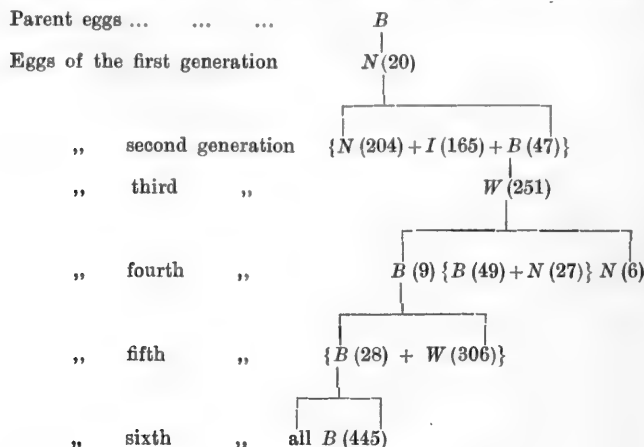 Parent eggs ... ... ... B
Eggs of the first generation N (20)
„ second generation {N (204) + I (165) + B (47)}
„ third „ W (251)
„ fourth „ B (9) {B (49) + N (27)} N (6)
„ fifth „ {B (28) + W (306)}
„ sixth „ all B (445)